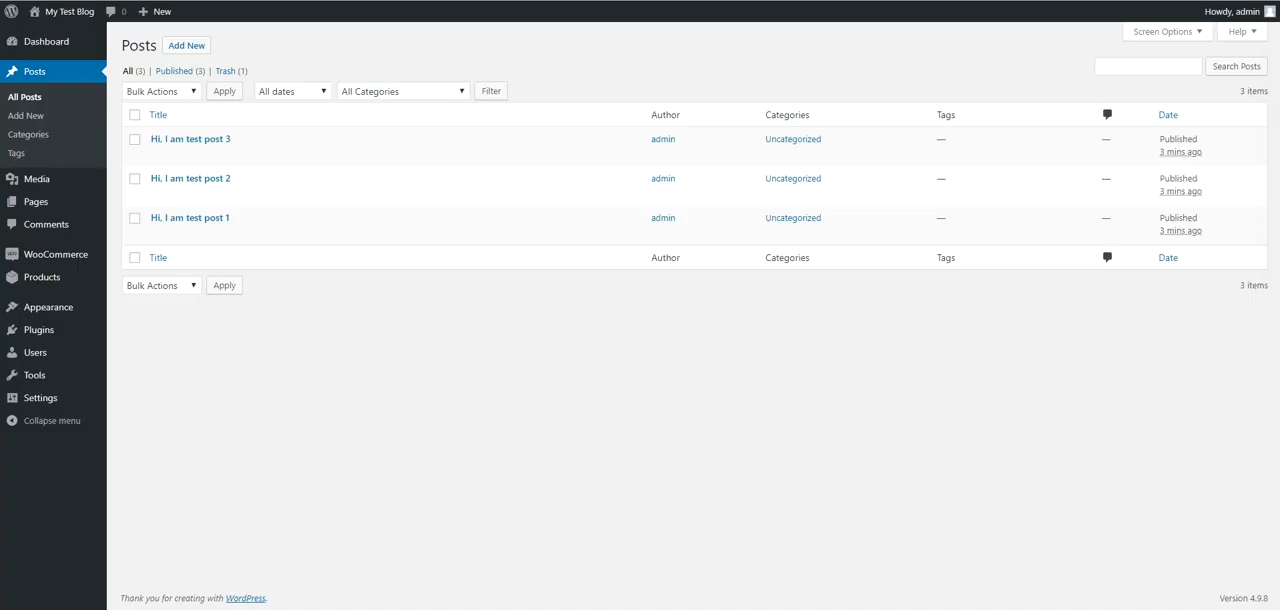 My Test Blog 0 New Howdy, admin
Dashboard
Posts
All Posts
Add New
Categories
Tags
Media
Pages
Comments
WooCommerce
Products
Appearance
Plugins
Users
Tools
Settings
Collapse menu
Screen Options ▼ Help ▼
Posts Add New
All (3) | Published (3) | Trash (1)
Search Posts
Bulk Actions ▼ Apply All dates ▼ All Categories ▼ Filter 3 items
Title Author Categories Tags Date
Hi, I am test post 3 admin Uncategorized — — Published
3 mins ago
Hi, I am test post 2 admin Uncategorized — — Published
3 mins ago
Hi, I am test post 1 admin Uncategorized — — Published
3 mins ago
Title Author Categories Tags Date
Bulk Actions ▼ Apply 3 items
Thank you for creating with WordPress. Version 4.9.8